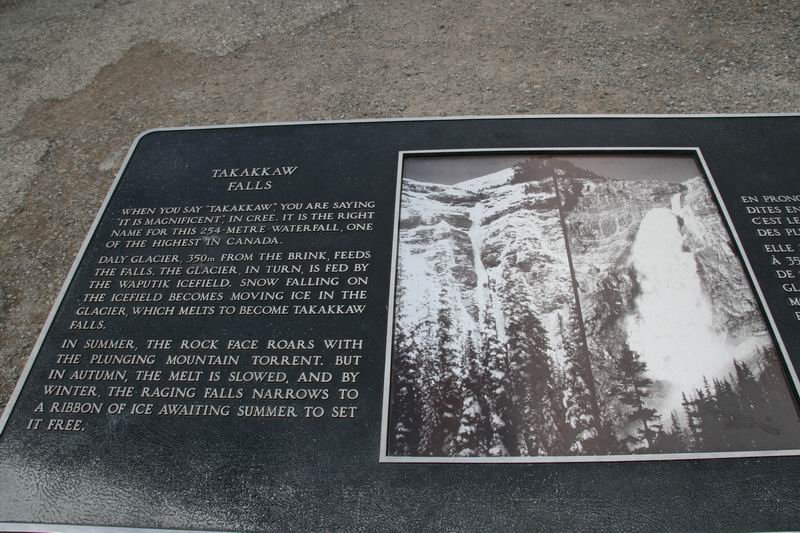 TAKAKKAW
FALLS
WHEN YOU SAY "TAKAKKAW", YOU ARE SAYING
"IT IS MAGNIFICENT", IN CREE. IT IS THE RIGHT
NAME FOR THIS 254-METRE WATERFALL, ONE
OF THE HIGHEST IN CANADA.
DALY GLACIER, 350m FROM THE BRINK, FEEDS
THE FALLS. THE GLACIER, IN TURN, IS FED BY
THE WAPUTIK ICEFIELD. SNOW FALLING ON
THE ICEFIELD BECOMES MOVING ICE IN THE
GLACIER, WHICH MELTS TO BECOME TAKAKKAW
FALLS.
IN SUMMER, THE ROCK FACE ROARS WITH
THE PLUNGING MOUNTAIN TORRENT. BUT
IN AUTUMN, THE MELT IS SLOWED, AND BY
WINTER, THE RAGING FALLS NARROWS TO
A RIBBON OF ICE AWAITING SUMMER TO SET
IT FREE.
EN PRONO
DITES EN
C'EST LE
DES PLU
ELLE
À 35
DE
GL
M